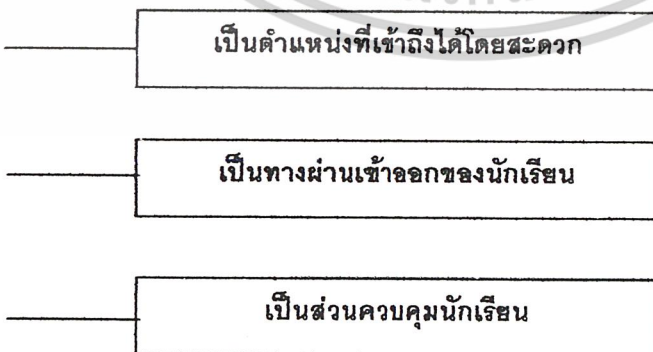 เป็นตำแหน่งที่เข้าถึงได้โดยสะดวก
เป็นทางผ่านเข้าออกของนักเรียน
เป็นส่วนควบคุมนักเรียน